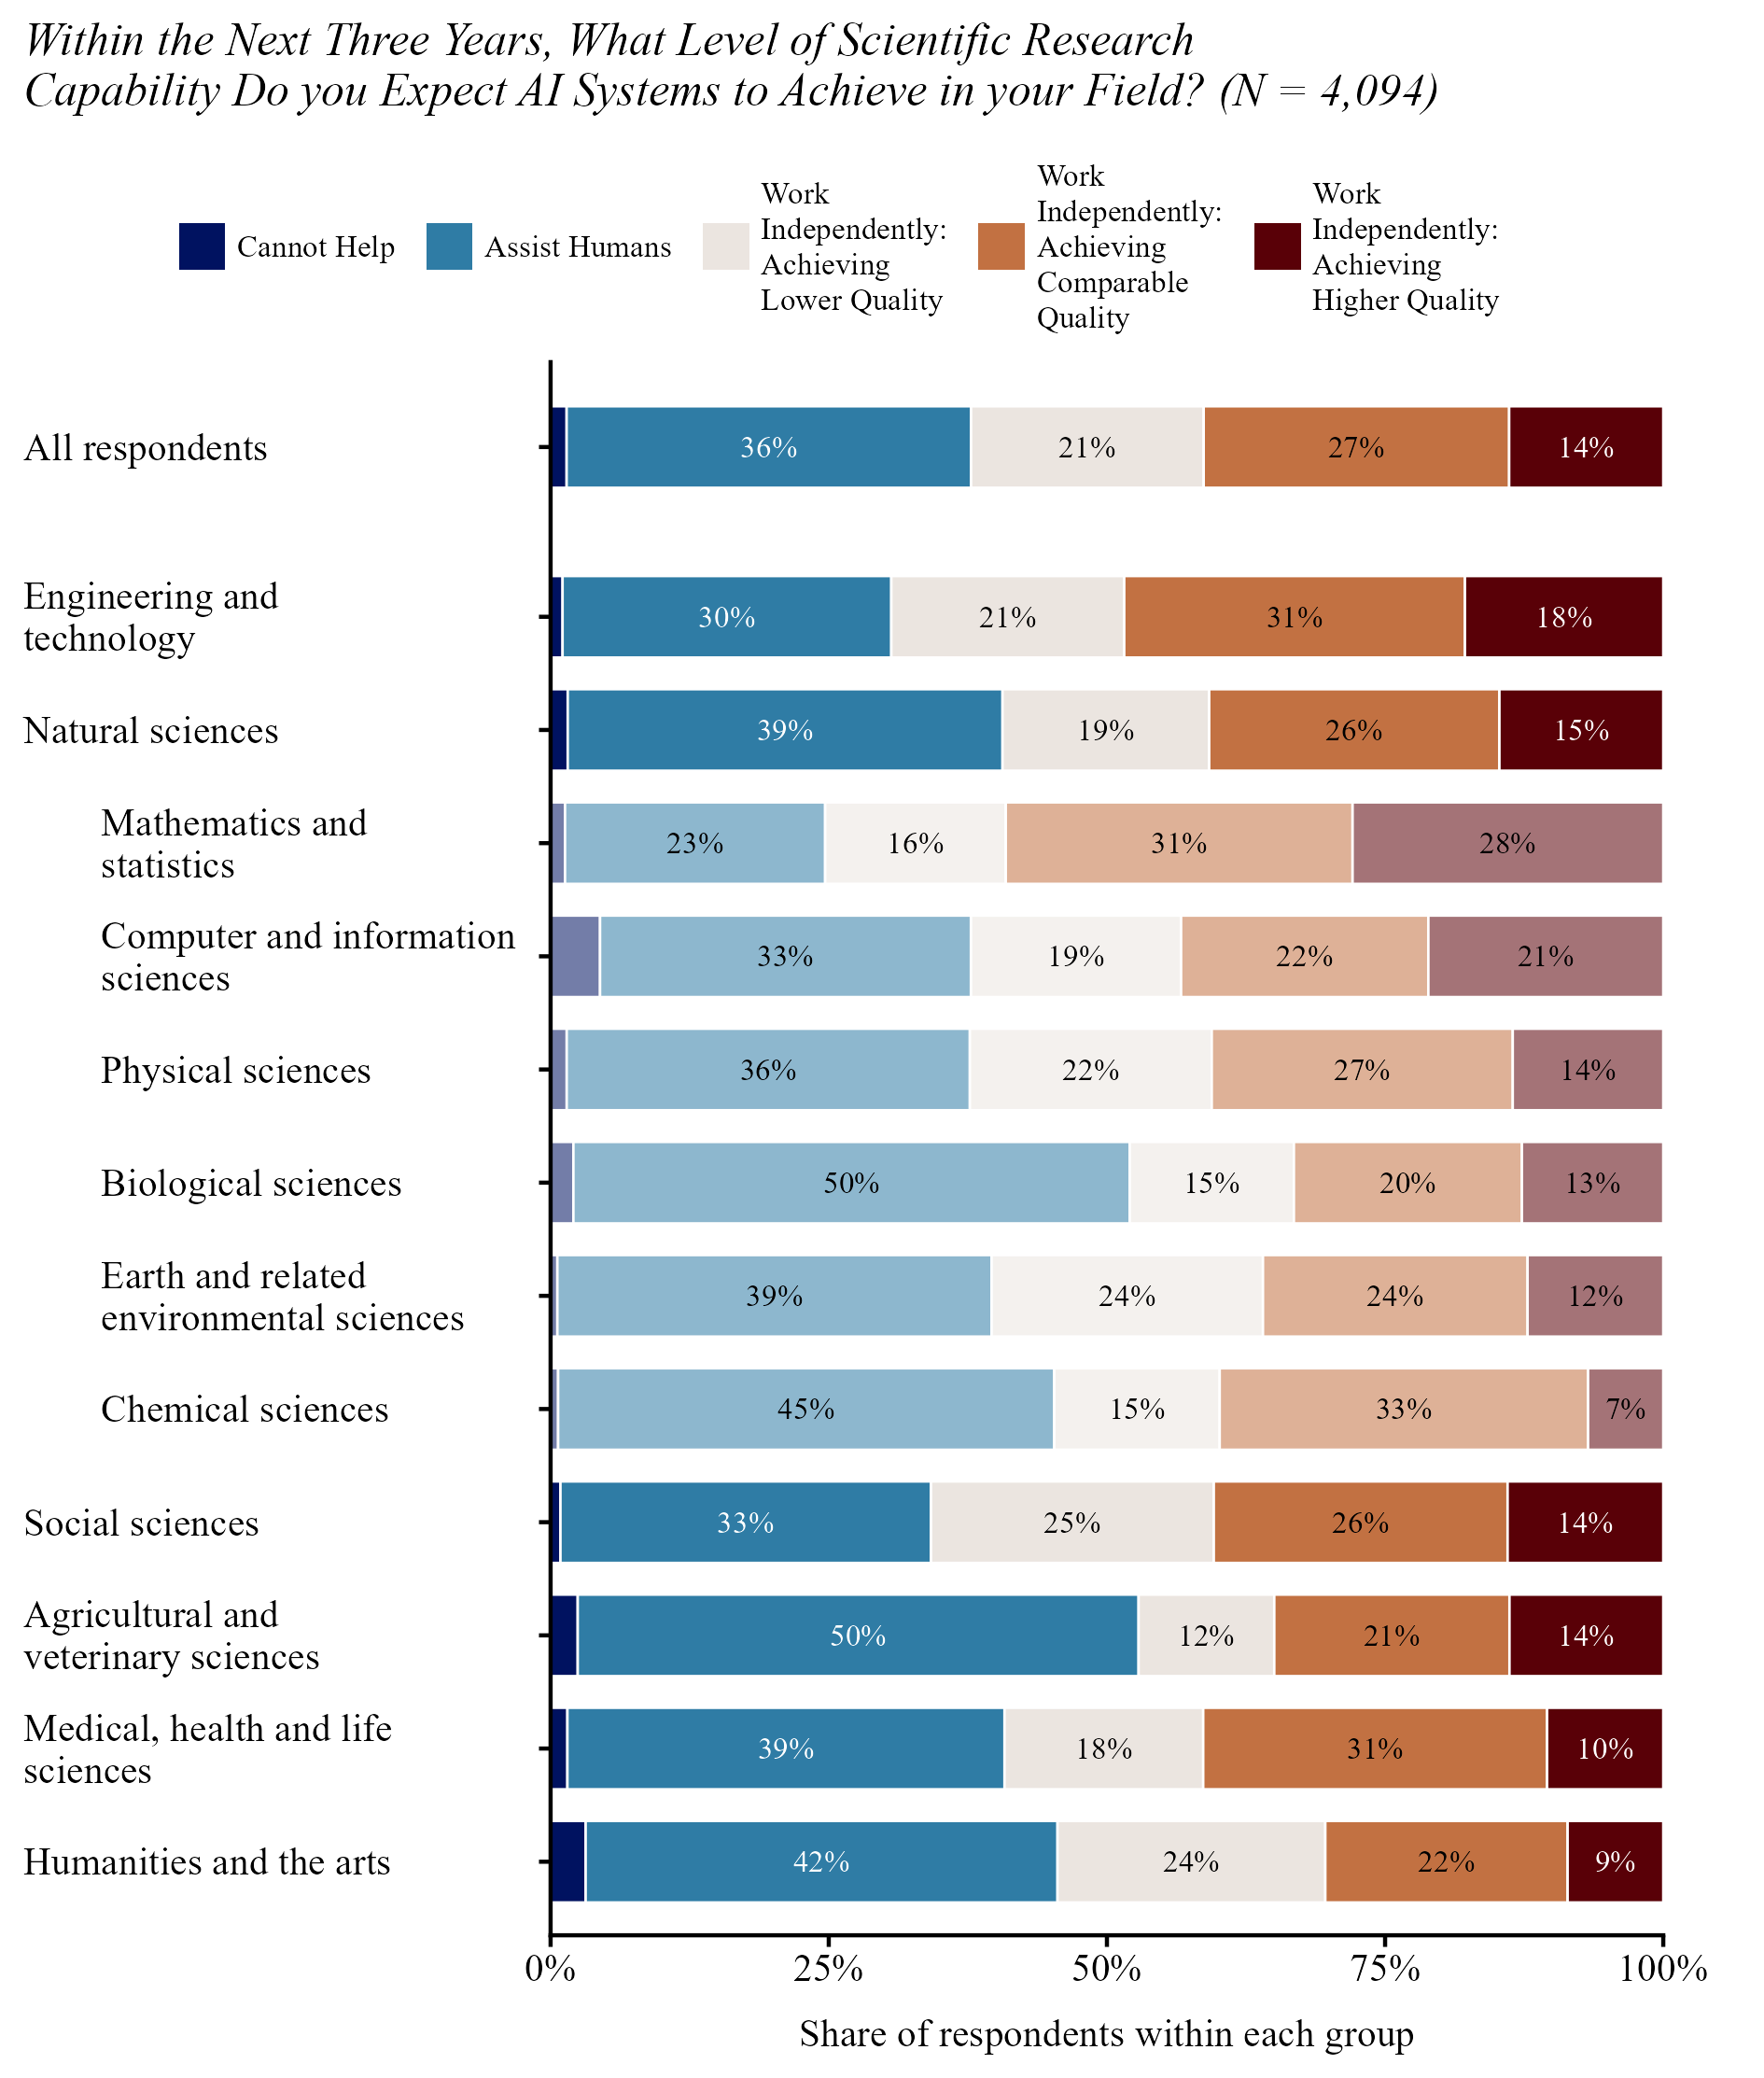 Within the Next Three Years, What Level of Scientific Research
Capability Do you Expect AI Systems to Achieve in your Field? (N = 4,094)
Cannot Help
Assist Humans
Work
Independently:
Achieving
Lower Quality
Work
Independently:
Achieving
Comparable
Quality
Work
Independently:
Achieving
Higher Quality
All respondents
36% 21% 27% 14%
Engineering and
technology
30% 21% 31% 18%
Natural sciences
39% 19% 26% 15%
Mathematics and
statistics
23% 16% 31% 28%
Computer and information
sciences
33% 19% 22% 21%
Physical sciences
36% 22% 27% 14%
Biological sciences
50% 15% 20% 13%
Earth and related
environmental sciences
39% 24% 24% 12%
Chemical sciences
45% 15% 33% 7%
Social sciences
33% 25% 26% 14%
Agricultural and
veterinary sciences
50% 12% 21% 14%
Medical, health and life
sciences
39% 18% 31% 10%
Humanities and the arts
42% 24% 22% 9%
0% 25% 50% 75% 100%
Share of respondents within each group